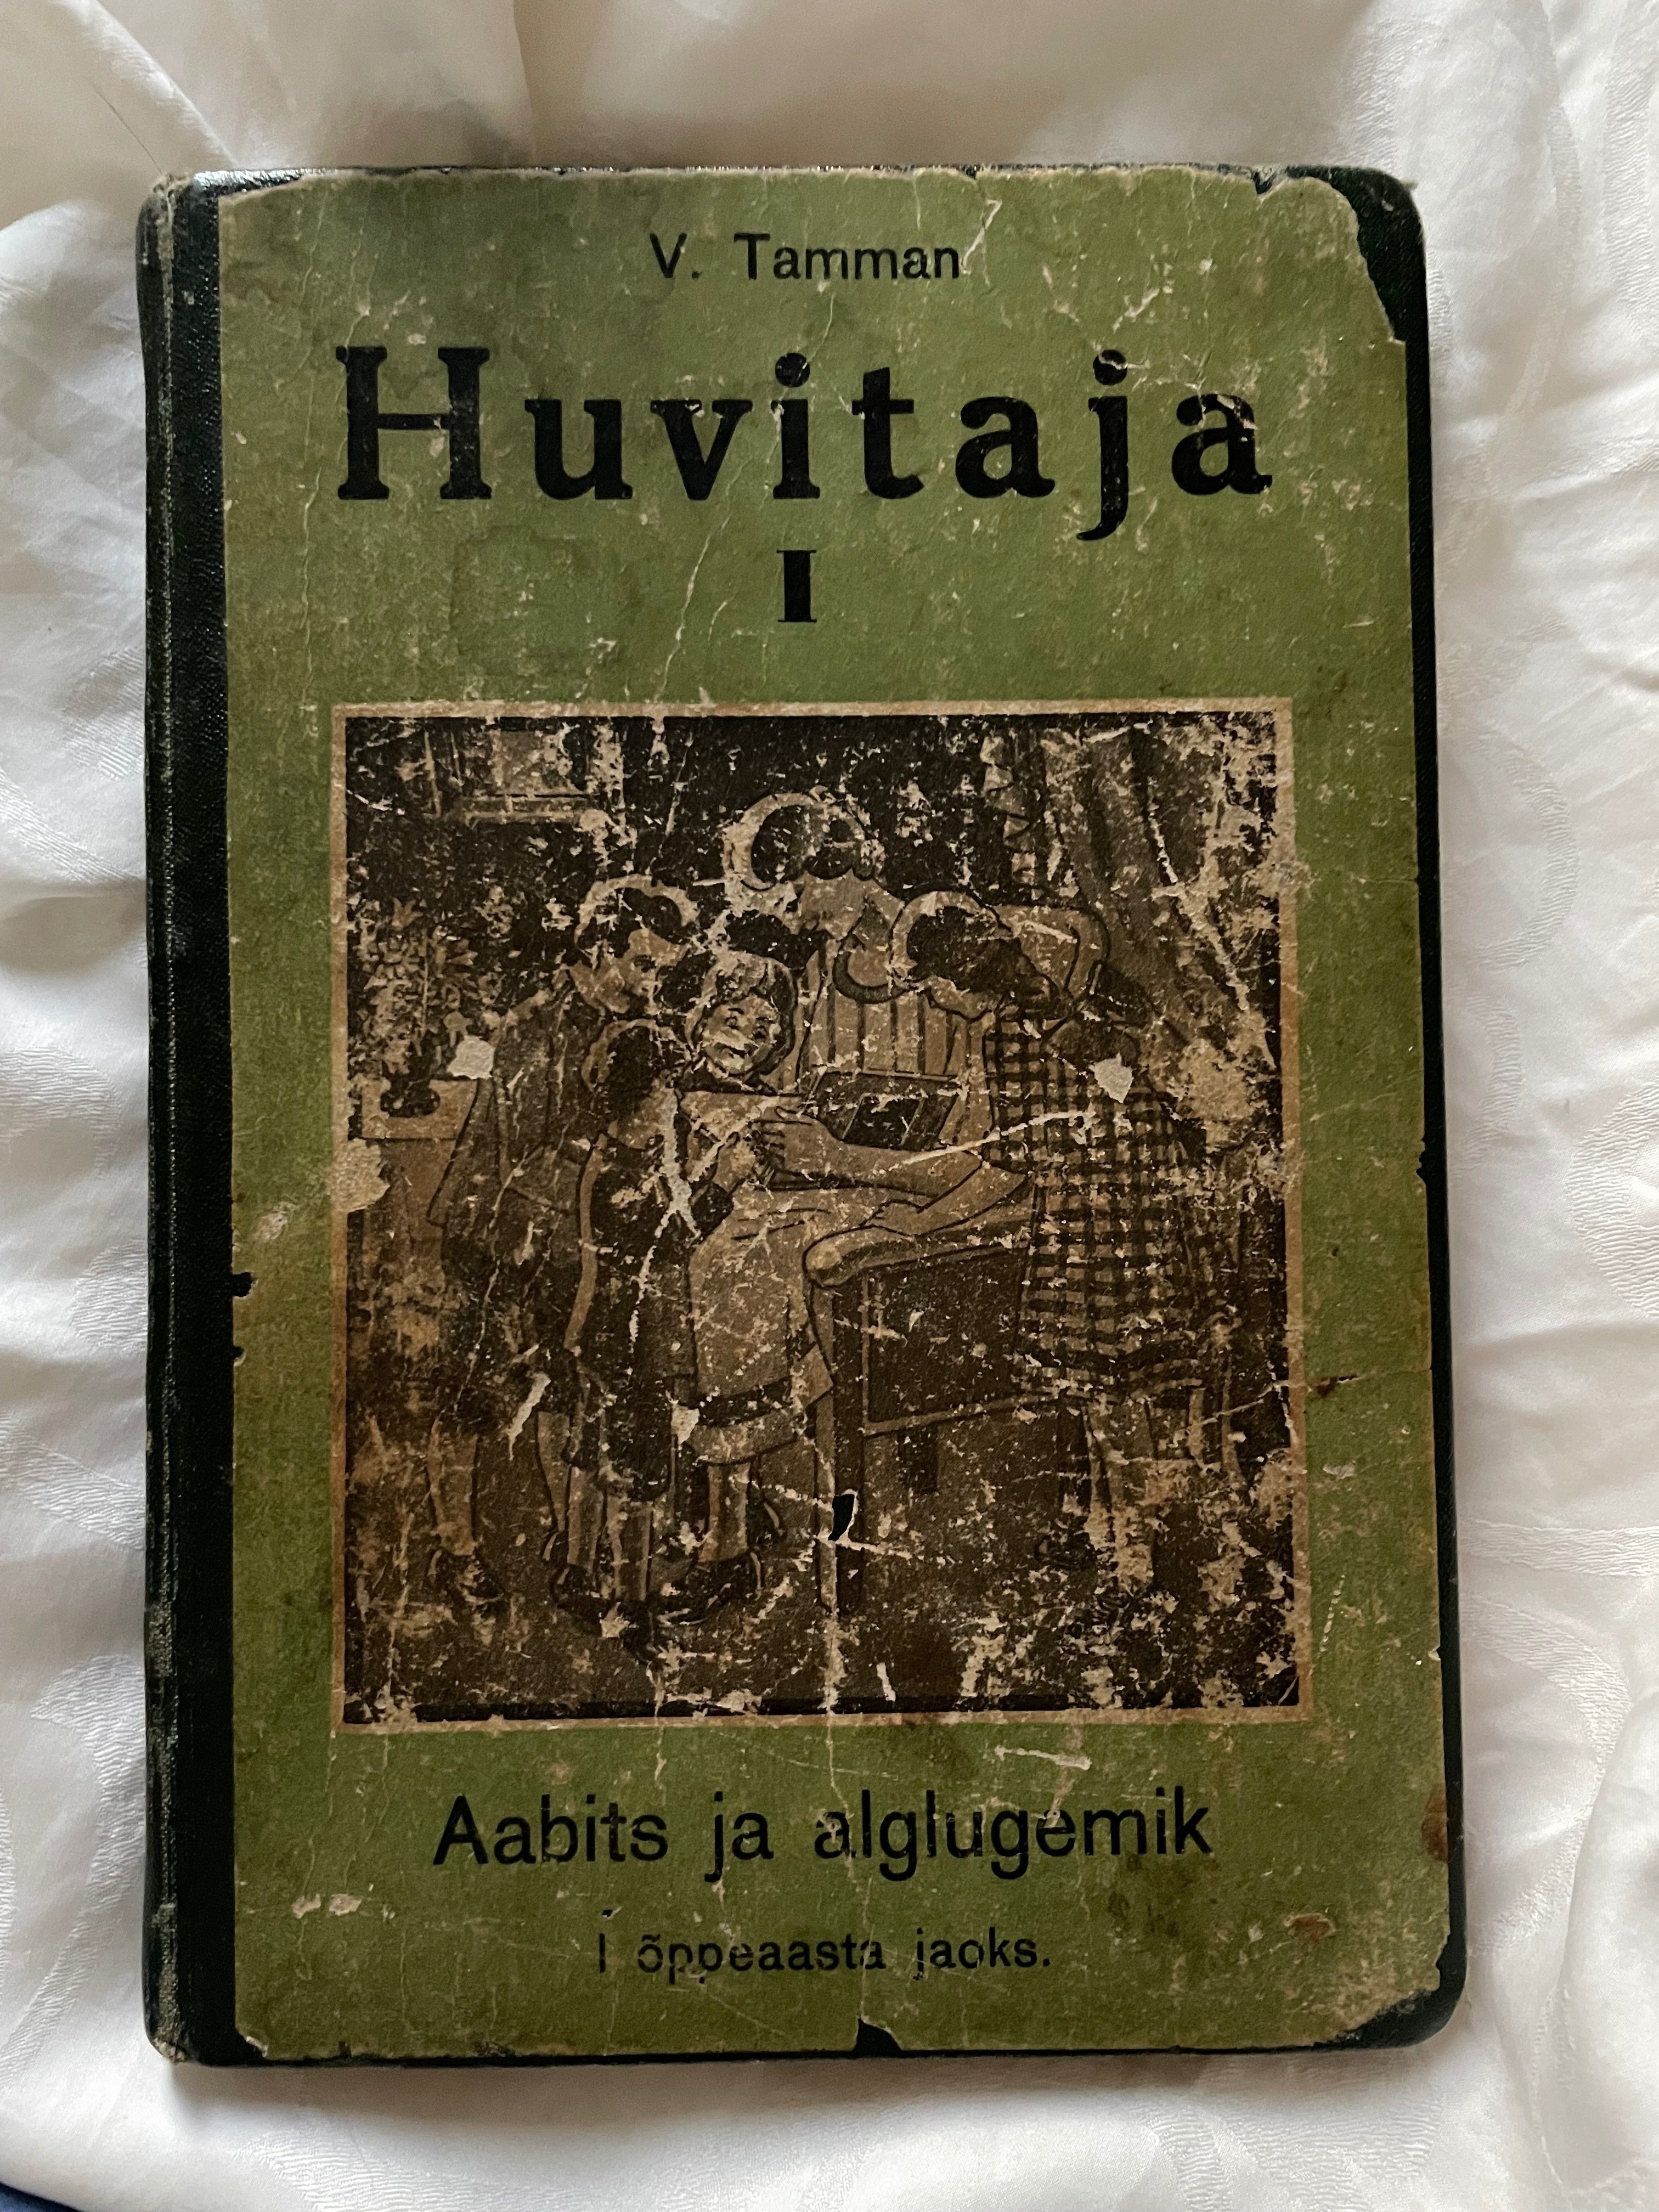 V. Tamman
Huvitaja
I
Aabits ja alglugemik
I õppeaasta jaoks.